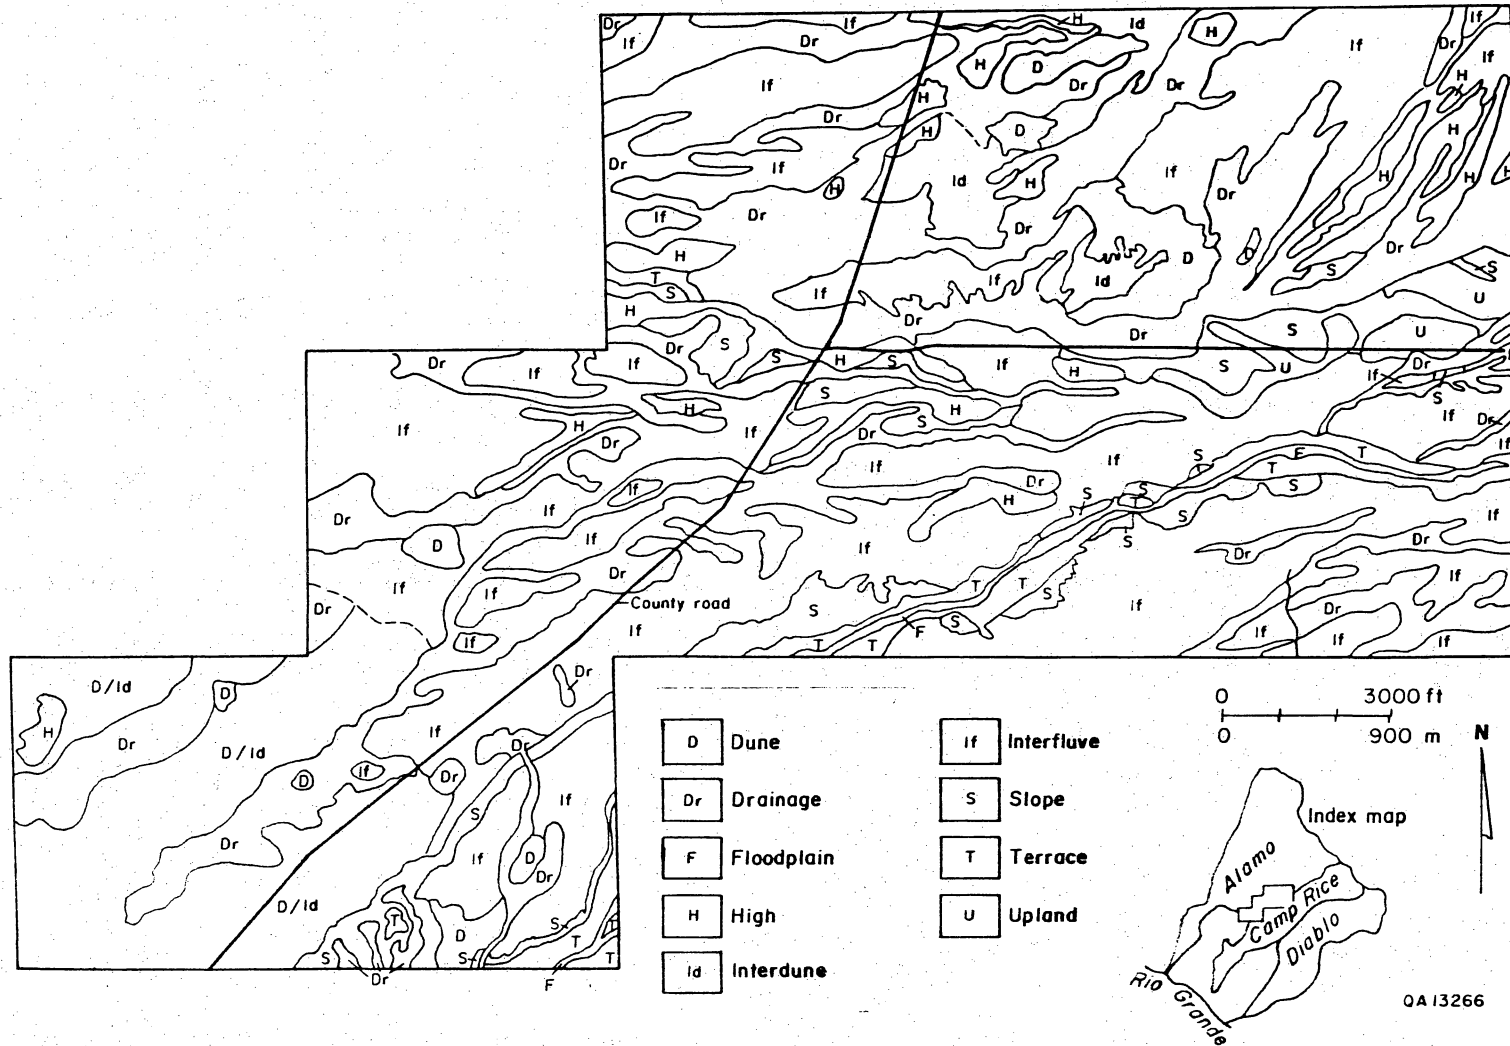 Dr If H Id
If Dr H If Dr If
If H D Dr Dr If H
H
Dr H D H
Dr If Id H If H H H
If Dr H Dr Dr Dr
H D D S S
T S If If Id U
H Dr Dr S U
Dr S S H S If H S U Dr If
Dr If If S S
H H If S H If Dr
If H Dr Dr S If S T F T If
If Dr H S S T S S If
Dr If D If If S Dr Dr
Dr If If Dr T T S If If Dr
County road
If If S T T F S If If If
D/Id D Dr
H Dr D/Id If Dr
D If Dr If
Dr S If D Dr
D/Id T D S T
S Dr S F T
D Dune
Dr Drainage
F Floodplain
H High
Id Interdune
If Interfluve
S Slope
T Terrace
U Upland
0 3000 ft
0 900 m
N
Index map
Alamo
Camp Rice
Diablo
Rio Grande
QA13266